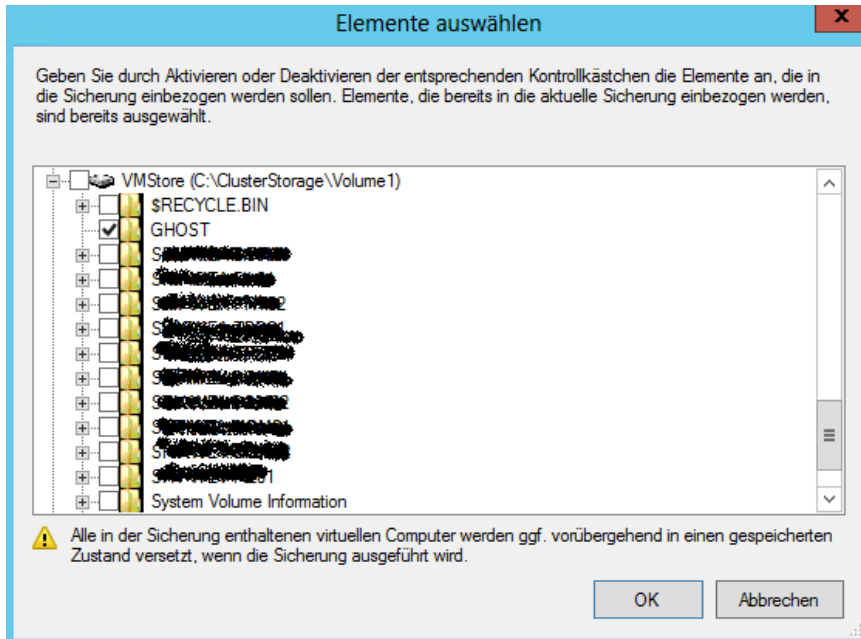 Elemente auswählen
x
Geben Sie durch Aktivieren oder Deaktivieren der entsprechenden Kontrollkästchen die Elemente an, die in
die Sicherung einbezogen werden sollen. Elemente, die bereits in die aktuelle Sicherung einbezogen werden,
sind bereits ausgewählt.
VMStore (C:\ClusterStorage\Volume1)
$RECYCLE.BIN
GHOST
System Volume Information
Alle in der Sicherung enthaltenen virtuellen Computer werden ggf. vorübergehend in einen gespeicherten
Zustand versetzt, wenn die Sicherung ausgeführt wird.
OK
Abbrechen